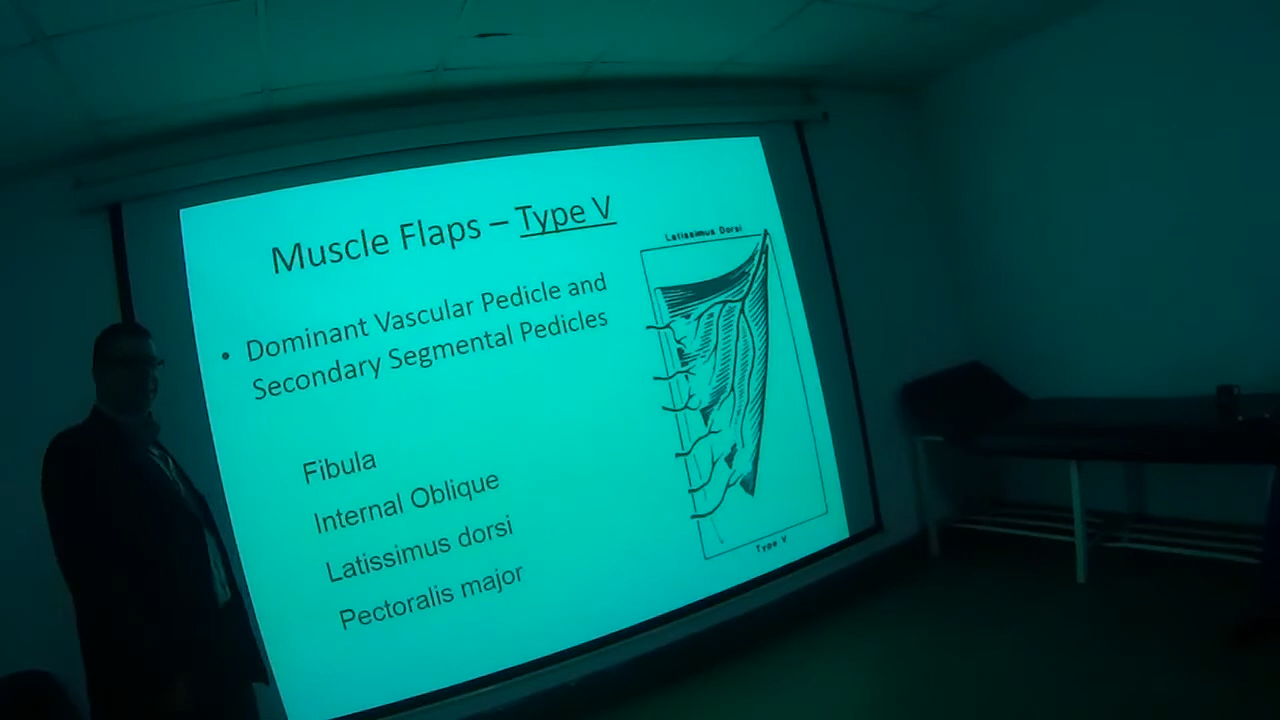 Muscle Flaps – Type V
• Dominant Vascular Pedicle and
Secondary Segmental Pedicles
Fibula
Internal Oblique
Latissimus dorsi
Pectoralis major
Latissimus Dorsi
Type V